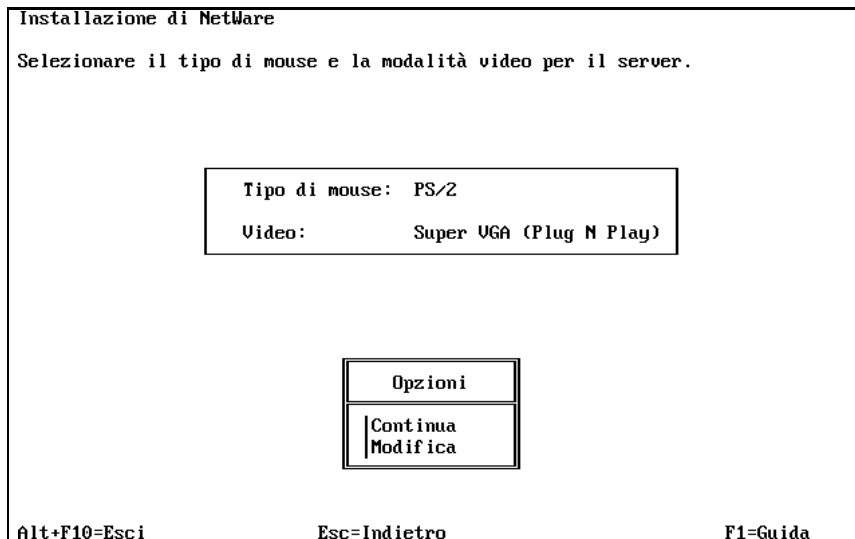 Installazione di NetWare
Selezionare il tipo di mouse e la modalità video per il server.
Tipo di mouse: PS/2
Video: Super VGA (Plug N Play)
Opzioni
Continua
Modifica
Alt+F10=Esci Esc=Indietro F1=Guida